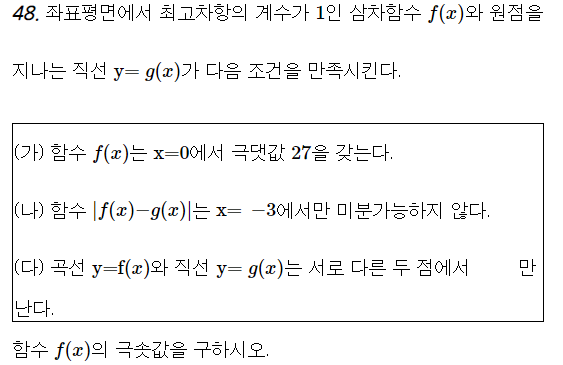 48. 좌표평면에서 최고차항의 계수가 1인 삼차함수 f(x)와 원점을
지나는 직선 y= g(x)가 다음 조건을 만족시킨다.
(가) 함수 f(x)는 x=0에서 극댓값 27을 갖는다.
(나) 함수 |f(x)-g(x)|는 x= -3에서만 미분가능하지 않다.
(다) 곡선 y=f(x)와 직선 y= g(x)는 서로 다른 두 점에서 만
난다.
함수 f(x)의 극솟값을 구하시오.